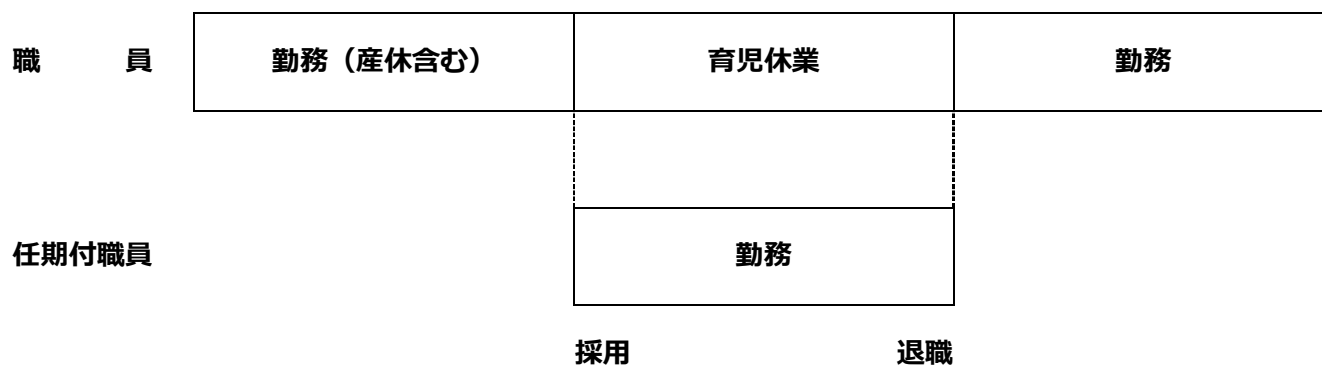 職　　員　勤務（産休含む）　育児休業　勤務
任期付職員　勤務
採用　退職